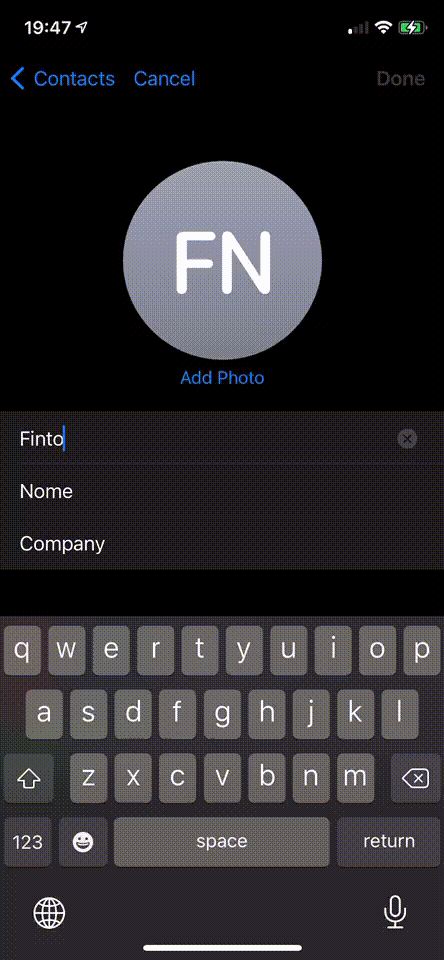 19:47
Contacts Cancel Done
FN
Add Photo
Finto
Nome
Company
q w e r t y u i o p
a s d f g h j k l
z x c v b n m
123 space return